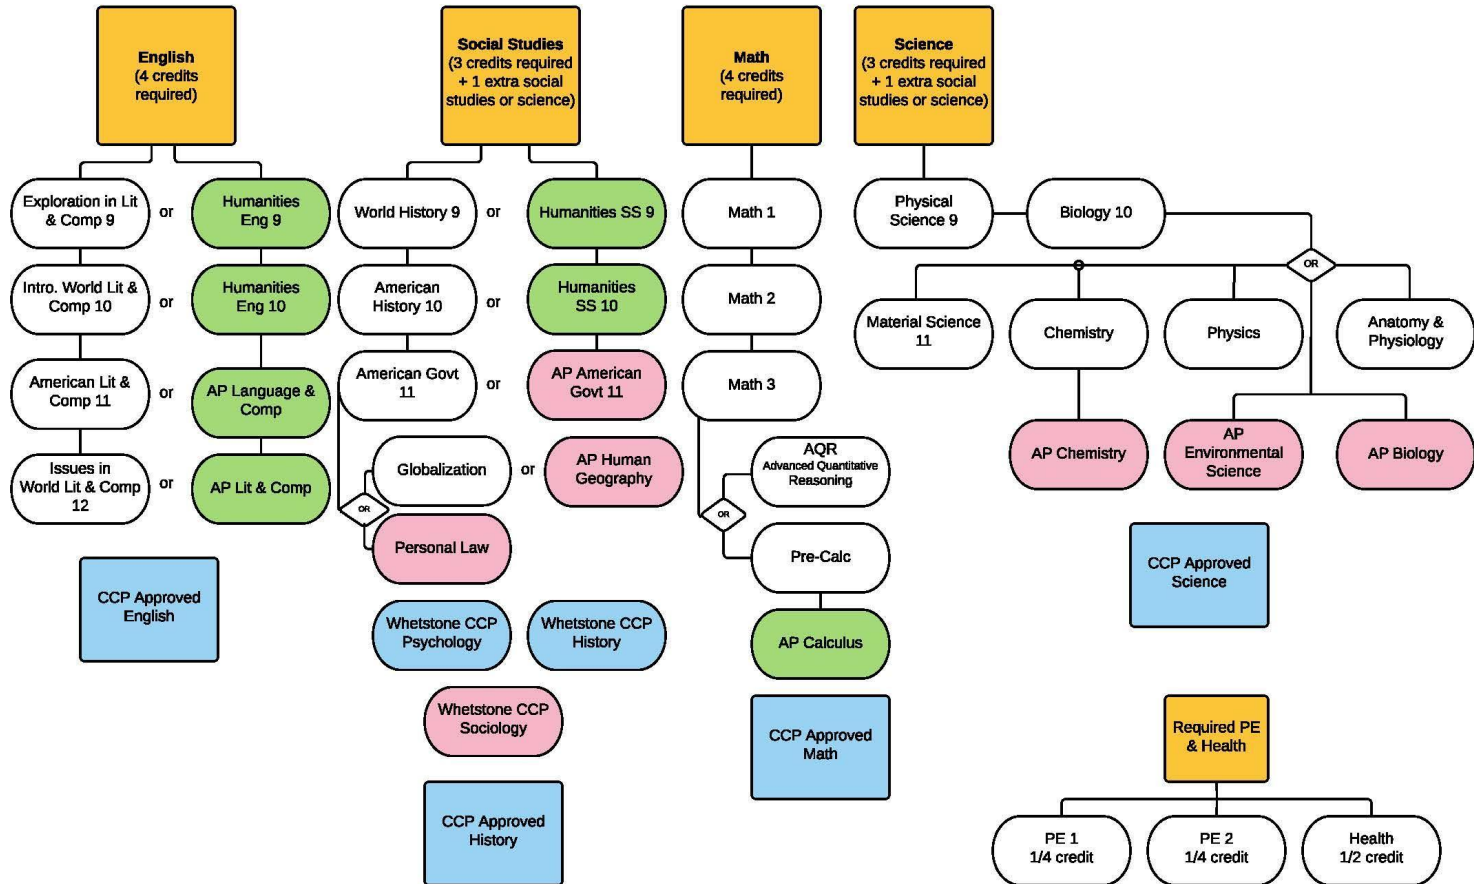 English
(4 credits
required)
Social Studies
(3 credits required
+ 1 extra social
studies or science)
Math
(4 credits
required)
Science
(3 credits required
+ 1 extra social
studies or science)
Exploration in Lit
& Comp 9
or
Humanities
Eng 9
World History 9
or
Humanities SS 9
Math 1
Physical
Science 9
Biology 10
Intro. World Lit &
Comp 10
or
Humanities
Eng 10
American
History 10
or
Humanities
SS 10
Math 2
OR
Material Science
11
Chemistry
Physics
Anatomy &
Physiology
American Lit &
Comp 11
or
AP Language &
Comp
American Govt
11
or
AP American
Govt 11
Math 3
Issues in
World Lit & Comp
12
or
AP Lit & Comp
Globalization
or
AP Human
Geography
OR
Personal Law
AQR
Advanced Quantitative
Reasoning
OR
Pre-Calc
AP Calculus
AP Chemistry
AP
Environmental
Science
AP Biology
CCP Approved
English
Whetstone CCP
Psychology
Whetstone CCP
History
Whetstone CCP
Sociology
CCP Approved
History
CCP Approved
Math
CCP Approved
Science
Required PE
& Health
PE 1
1/4 credit
PE 2
1/4 credit
Health
1/2 credit